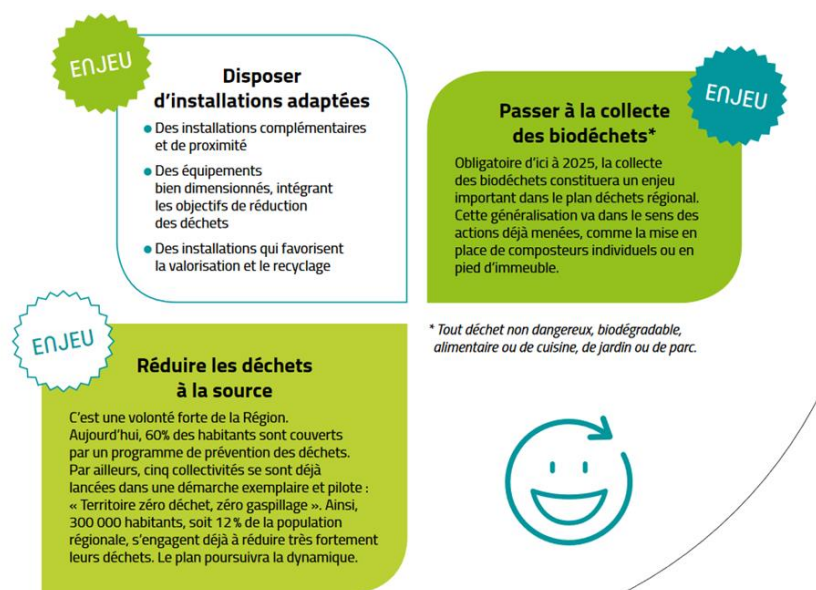 ENJEU
Disposer
d'installations adaptées
• Des installations complémentaires
et de proximité
• Des équipements
bien dimensionnés, intégrant
les objectifs de réduction
des déchets
• Des installations qui favorisent
la valorisation et le recyclage
ENJEU
Passer à la collecte
des biodéchets*
Obligatoire d'ici à 2025, la collecte
des biodéchets constituera un enjeu
important dans le plan déchets régional.
Cette généralisation va dans le sens des
actions déjà menées, comme la mise en
place de composteurs individuels ou en
pied d'immeuble.
* Tout déchet non dangereux, biodégradable,
alimentaire ou de cuisine, de jardin ou de parc.
ENJEU
Réduire les déchets
à la source
C'est une volonté forte de la Région.
Aujourd'hui, 60% des habitants sont couverts
par un programme de prévention des déchets.
Par ailleurs, cinq collectivités se sont déjà
lancées dans une démarche exemplaire et pilote :
« Territoire zéro déchet, zéro gaspillage ». Ainsi,
300 000 habitants, soit 12 % de la population
régionale, s'engagent déjà à réduire très fortement
leurs déchets. Le plan poursuivra la dynamique.